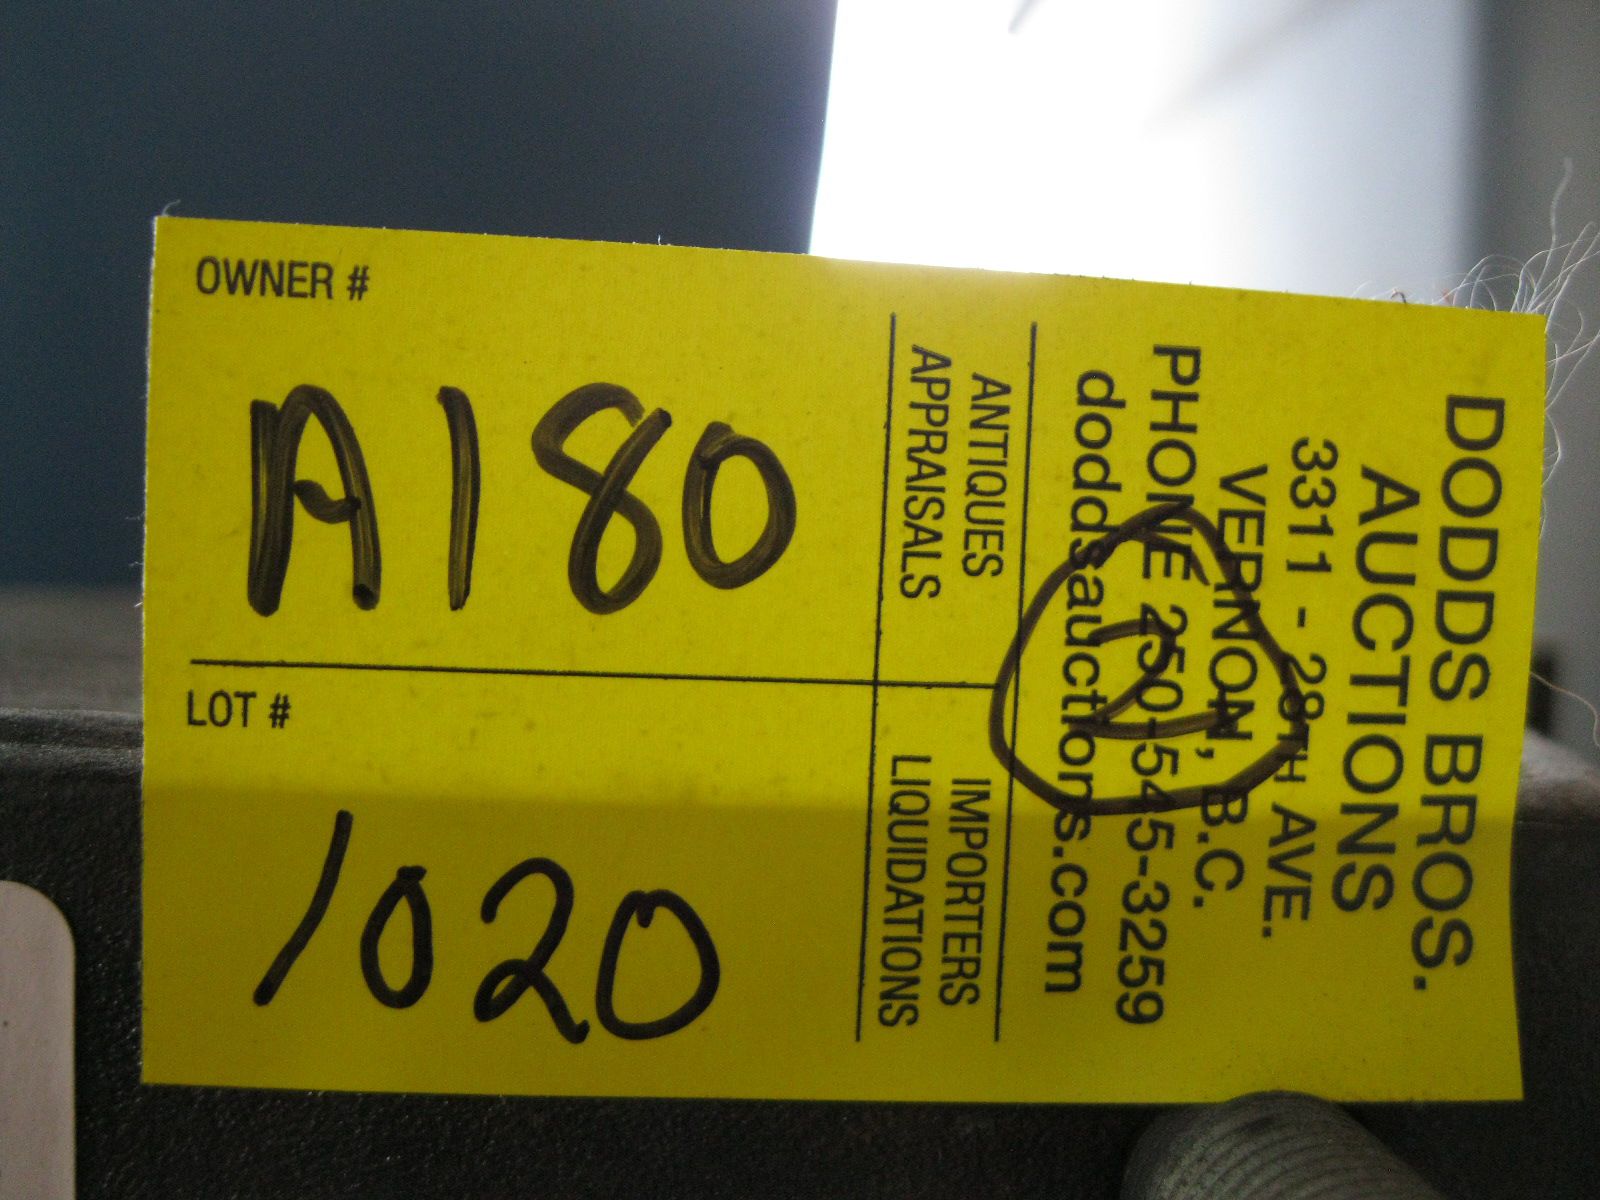 OWNER #
A180
LOT #
1020
DODDS BROS.
AUCTIONS
3311 - 28TH AVE.
VERNON, B.C.
PHONE 250-545-3259
doddsauctions.com
2
ANTIQUES
APPRAISALS
IMPORTERS
LIQUIDATIONS